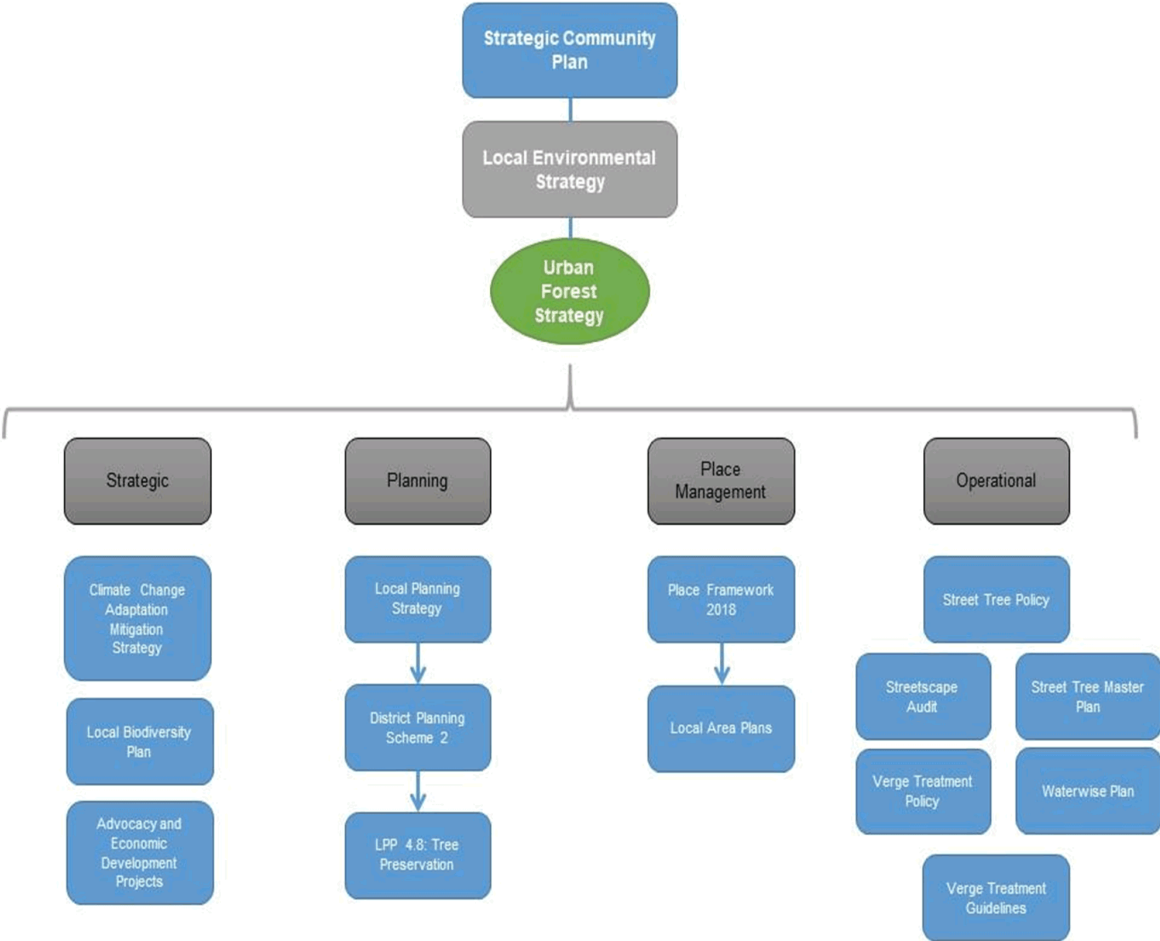 Strategic Community
Plan
Local Environmental
Strategy
Urban
Forest
Strategy
Strategic
Planning
Place
Management
Operational
Climate Change
Adaptation
Mitigation
Strategy
Local Biodiversity
Plan
Advocacy and
Economic
Development
Projects
Local Planning
Strategy
District Planning
Scheme 2
LPP 4.8: Tree
Preservation
Place Framework
2018
Local Area Plans
Street Tree Policy
Streetscape
Audit
Street Tree Master
Plan
Verge Treatment
Policy
Waterwise Plan
Verge Treatment
Guidelines